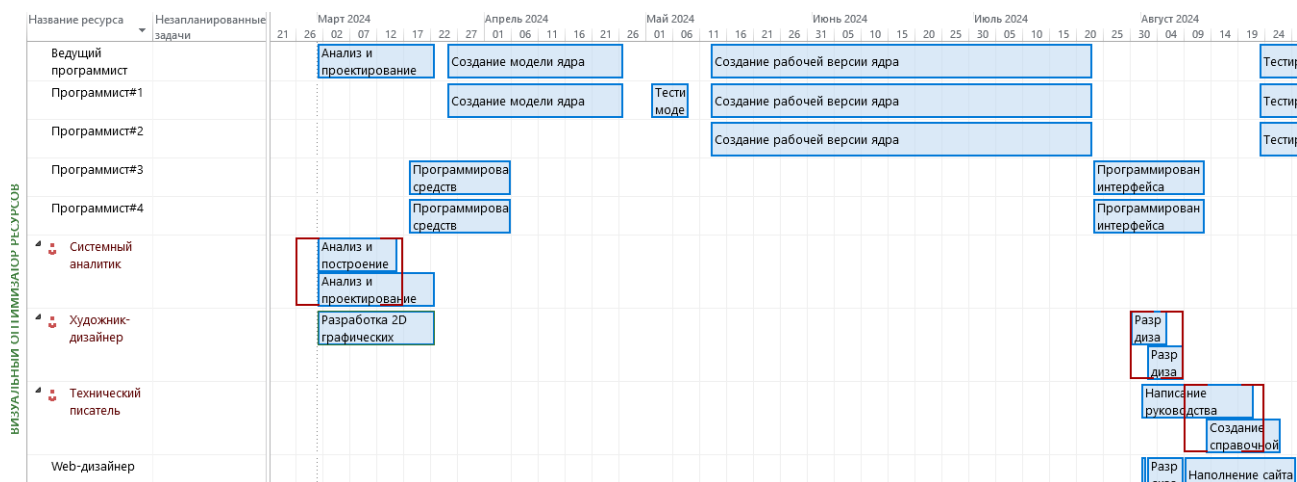 Название ресурса
Незапланированные
задачи
Март 2024
Апрель 2024
Май 2024
Июнь 2024
Июль 2024
Август 2024
21 26 02 07 12 17 22 27 01 06 11 16 21 26 01 06 11 16 21 26 31 05 10 15 20 25 30 05 10 15 20 25 30 04 09 14 19 24
ВИЗУАЛЬНЫЙ ОПТИМИЗАТОР РЕСУРСОВ
Ведущий
программист
Анализ и
проектирование
Создание модели ядра
Создание рабочей версии ядра
Тестир
Программист#1
Создание модели ядра
Тести
моде
Создание рабочей версии ядра
Тестир
Программист#2
Создание рабочей версии ядра
Тестир
Программист#3
Программирова
средств
Программирован
интерфейса
Программист#4
Программирова
средств
Программирован
интерфейса
Системный
аналитик
Анализ и
построение
Анализ и
проектирование
Художник-
дизайнер
Разработка 2D
графических
Разр
диза
Разр
диза
Технический
писатель
Написание
руководства
Создание
справочной
Web-дизайнер
Разр
Наполнение сайта